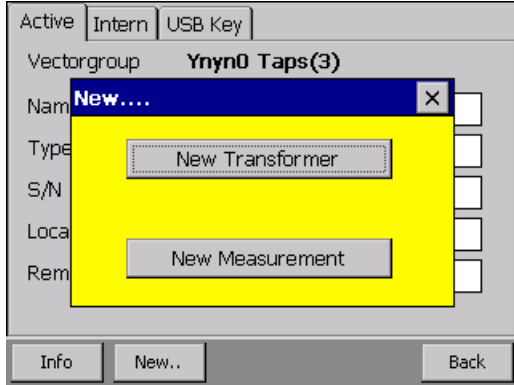 Active Intern USB Key
Vectorgroup Ynyn0 Taps(3)
New....
Nam
Type
New Transformer
S/N
Loca
New Measurement
Rem
Info New.. Back